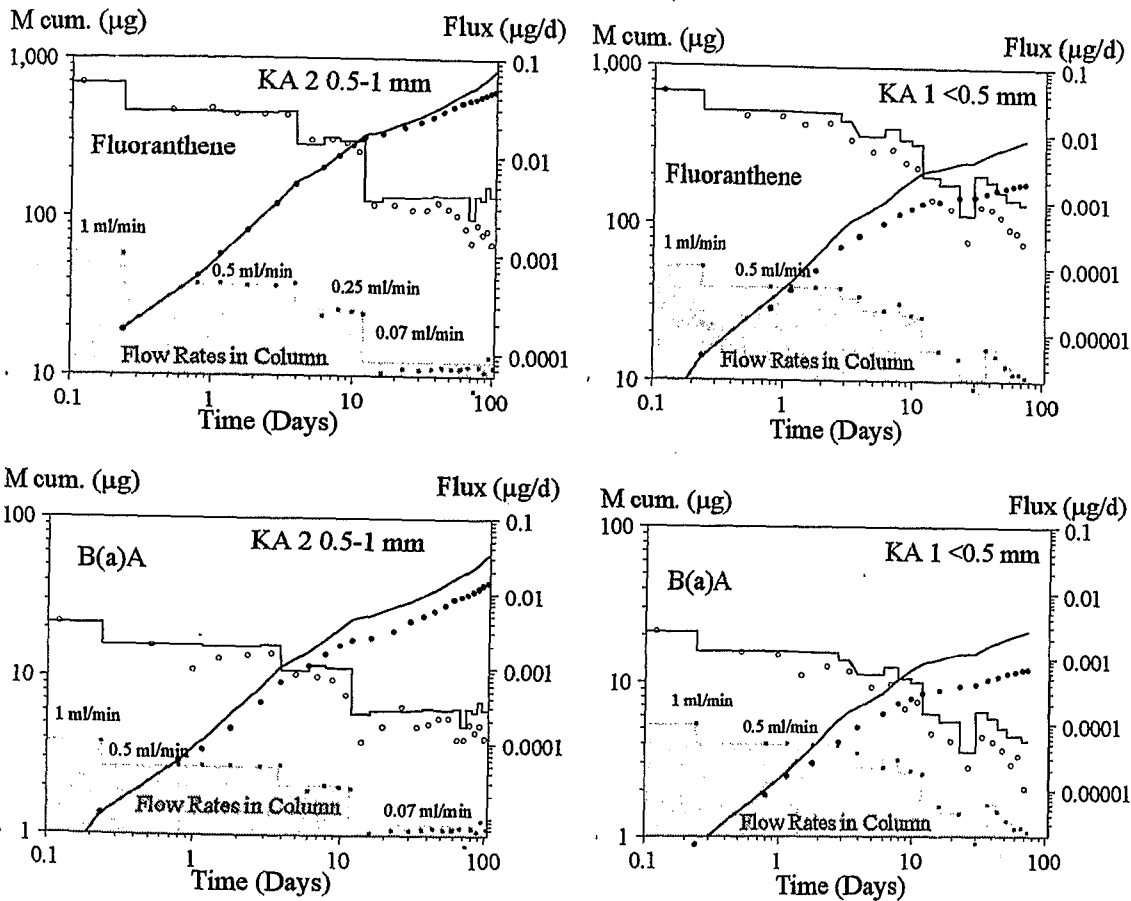 M cum. (µg)
Flux (µg/d)
1,000
0.1
KA 2 0.5-1 mm
0.01
Fluoranthene
100
0.001
1 ml/min
0.5 ml/min
0.25 ml/min
0.07 ml/min
Flow Rates in Column
0.0001
10
0.1
1
10
100
Time (Days)
M cum. (µg)
Flux (µg/d)
1,000
0.1
KA 1 <0.5 mm
0.01
Fluoranthene
0.001
100
1 ml/min
0.5 ml/min
0.0001
Flow Rates in Column
0.00001
10
0.1
1
10
100
Time (Days)
M cum. (µg)
Flux (µg/d)
100
0.1
KA 2 0.5-1 mm
B(a)A
0.01
10
0.001
1 ml/min
0.5 ml/min
0.0001
Flow Rates in Column
0.07 ml/min
1
0.1
1
10
100
Time (Days)
M cum. (µg)
Flux (µg/d)
100
0.1
KA 1 <0.5 mm
B(a)A
0.01
0.001
10
1 ml/min
0.5 ml/min
0.0001
0.00001
Flow Rates in Column
1
0.1
1
10
100
Time (Days)